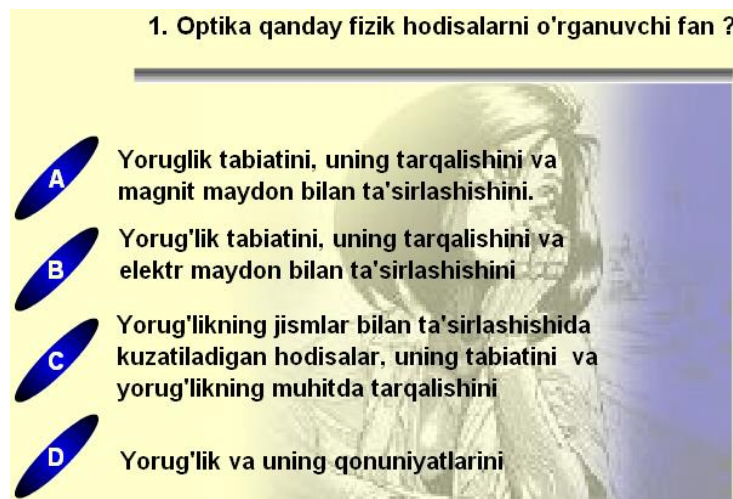 1. Optika qanday fizik hodisalarni o'rganuvchi fan ?
A
Yoruglik tabiatini, uning tarqalishini va
magnit maydon bilan ta'sirlashishini.
B
Yorug'lik tabiatini, uning tarqalishini va
elektr maydon bilan ta'sirlashishini
C
Yorug'likning jismlar bilan ta'sirlashishida
kuzatiladigan hodisalar, uning tabiatini va
yorug'likning muhitda tarqalishini
D
Yorug'lik va uning qonuniyatlarini